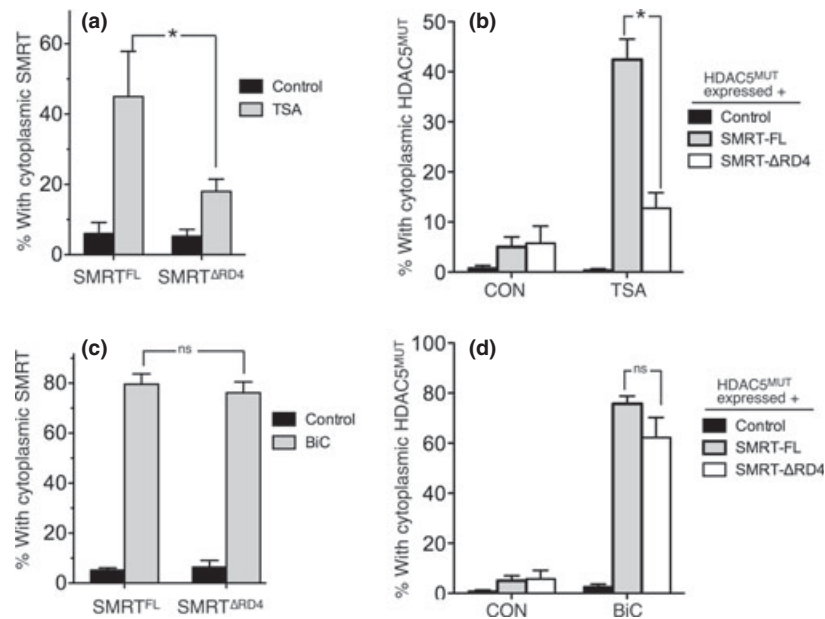 (a)
% With cytoplasmic SMRT
60
40
20
0
*
Control
TSA
SMRTFL
SMRTΔRD4
(b)
% With cytoplasmic HDAC5MUT
50
40
30
20
10
0
*
HDAC5MUT
expressed +
Control
SMRT-FL
SMRT-ΔRD4
CON
TSA
(c)
% With cytoplasmic SMRT
80
60
40
20
0
ns
Control
BiC
SMRTFL
SMRTΔRD4
(d)
% With cytoplasmic HDAC5MUT
100
80
60
40
20
0
ns
HDAC5MUT
expressed +
Control
SMRT-FL
SMRT-ΔRD4
CON
BiC